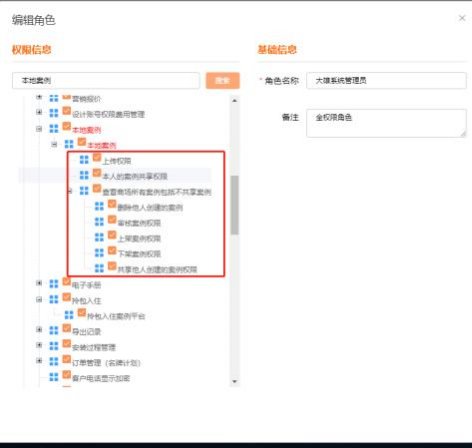 编辑角色
权限信息
基础信息
本地案例
搜索
* 角色名称
大雄系统管理员
备注
全权限角色
营销报价
设计账号权限费用管理
本地案例
本地案例
上传权限
本人的案例共享权限
查看商场所有案例包括不共享案例
删除他人创建的案例
审核案例权限
上架案例权限
下架案例权限
共享他人创建的案例权限
电子手册
拎包入住
拎包入住案例平台
导出记录
安装过程管理
订单管理（名牌计划）
客户电话显示加密